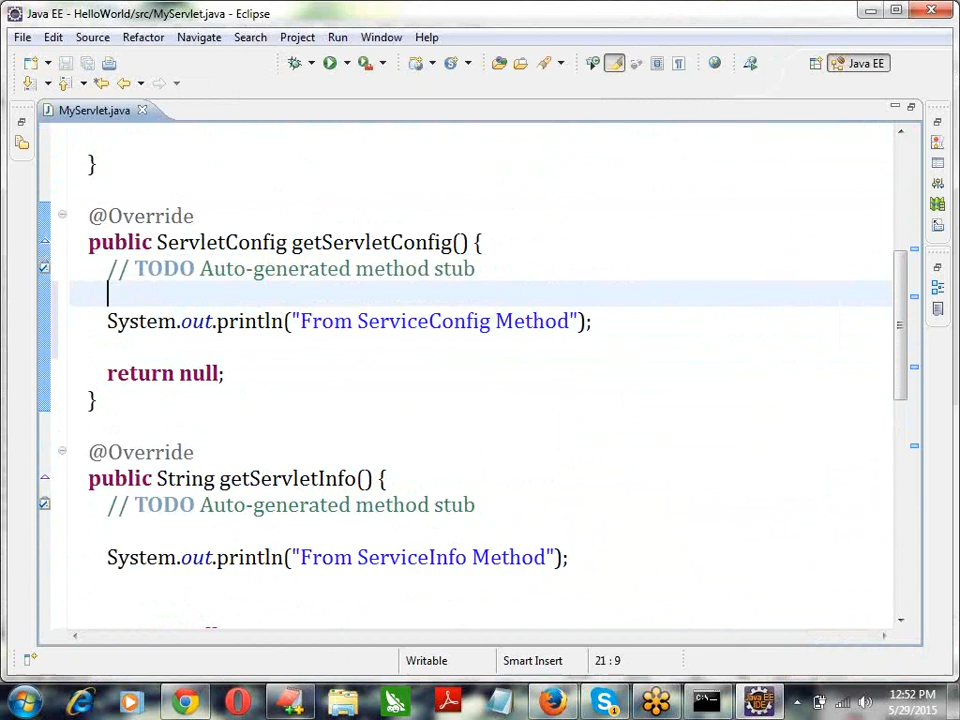 Java EE - HelloWorld/src/MyServlet.java - Eclipse
File Edit Source Refactor Navigate Search Project Run Window Help
Java EE
MyServlet.java
}
@Override
public ServletConfig getServletConfig() {
// TODO Auto-generated method stub
System.out.println("From ServiceConfig Method");
return null;
}
@Override
public String getServletInfo() {
// TODO Auto-generated method stub
System.out.println("From ServiceInfo Method");
Writable Smart Insert 21 : 9
12:52 PM
5/29/2015